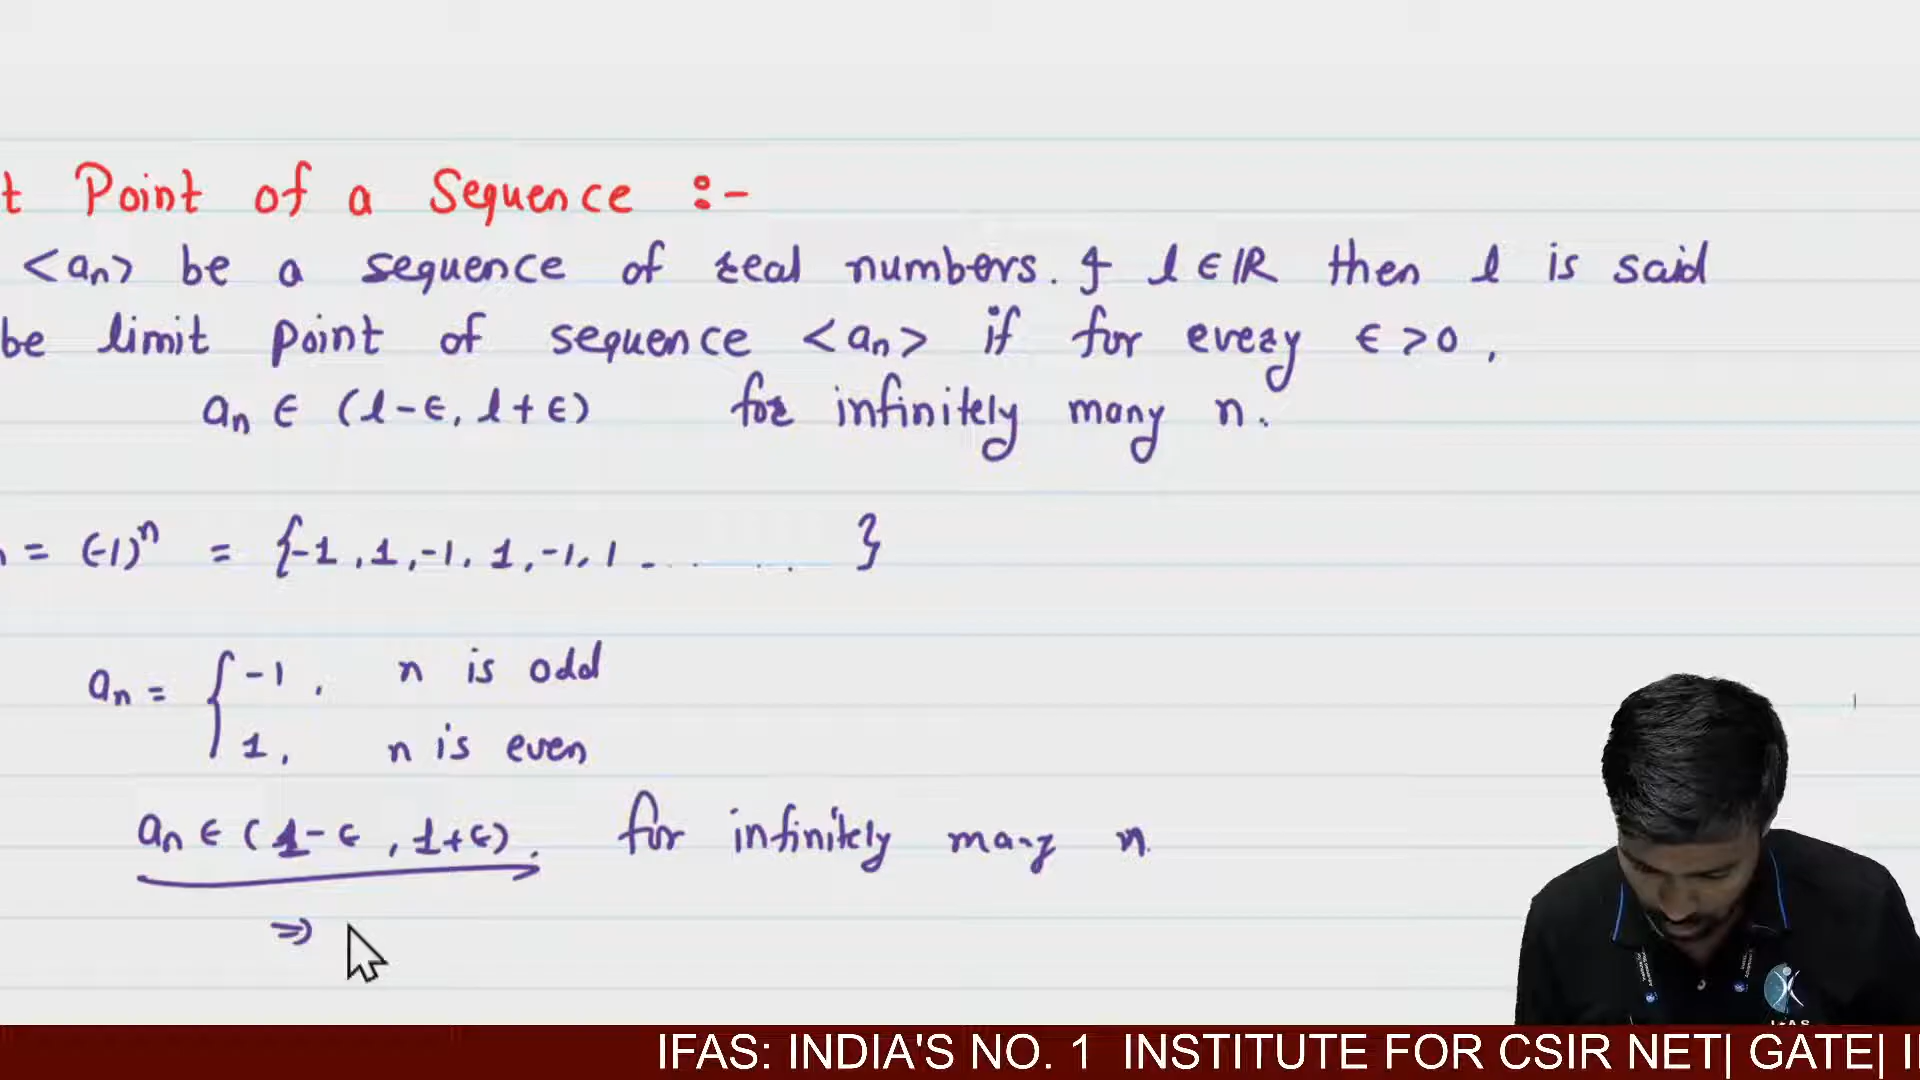 t Point of a Sequence :-
<an> be a sequence of real numbers. If l ∈ IR then l is said
be limit point of sequence <an> if for every ϵ > 0 ,
an ∈ (l-ϵ, l+ϵ) for infinitely many n.
n = (-1)^n = {-1, 1, -1, 1, -1, 1 - . . . . . }
an = { -1 , n is odd
1 , n is even
an ∈ (1-ϵ , 1+ϵ) . for infinitely many n.
⇒
IFAS: INDIA'S NO. 1 INSTITUTE FOR CSIR NET| GATE|